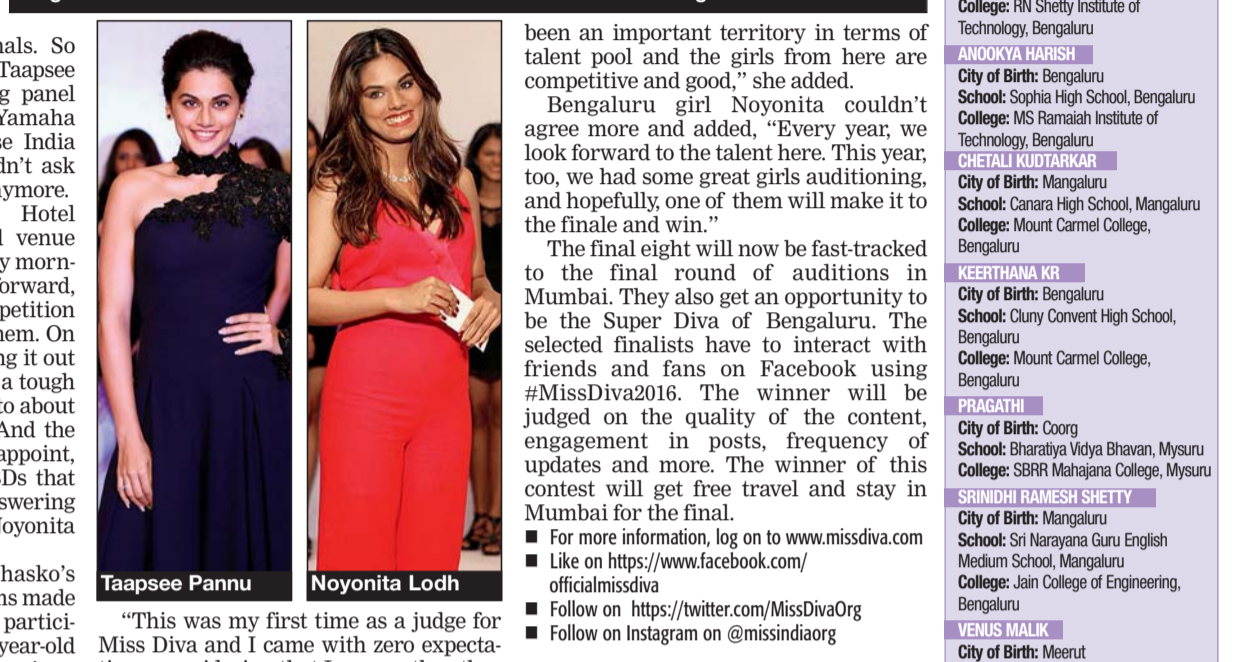 nals. So
Taapsee
g panel
Yamaha
se India
dn't ask
nymore.
Hotel
l venue
y morn-
forward,
petition
hem. On
ng it out
a tough
to about
And the
appoint,
SDs that
swering
Noyonita
hasko's
ns made
partici-
year-old
Taapsee Pannu
Noyonita Lodh
"This was my first time as a judge for
Miss Diva and I came with zero expecta-
been an important territory in terms of
talent pool and the girls from here are
competitive and good," she added.
Bengaluru girl Noyonita couldn't
agree more and added, "Every year, we
look forward to the talent here. This year,
too, we had some great girls auditioning,
and hopefully, one of them will make it to
the finale and win."
The final eight will now be fast-tracked
to the final round of auditions in
Mumbai. They also get an opportunity to
be the Super Diva of Bengaluru. The
selected finalists have to interact with
friends and fans on Facebook using
#MissDiva2016. The winner will be
judged on the quality of the content,
engagement in posts, frequency of
updates and more. The winner of this
contest will get free travel and stay in
Mumbai for the final.
■ For more information, log on to www.missdiva.com
■ Like on https://www.facebook.com/
officialmissdiva
■ Follow on https://twitter.com/MissDivaOrg
■ Follow on Instagram on @missindiaorg
College: RN Shetty Institute of
Technology, Bengaluru
ANOOKYA HARISH
City of Birth: Bengaluru
School: Sophia High School, Bengaluru
College: MS Ramaiah Institute of
Technology, Bengaluru
CHETALI KUDTARKAR
City of Birth: Mangaluru
School: Canara High School, Mangaluru
College: Mount Carmel College,
Bengaluru
KEERTHANA KR
City of Birth: Bengaluru
School: Cluny Convent High School,
Bengaluru
College: Mount Carmel College,
Bengaluru
PRAGATHI
City of Birth: Coorg
School: Bharatiya Vidya Bhavan, Mysuru
College: SBRR Mahajana College, Mysuru
SRINIDHI RAMESH SHETTY
City of Birth: Mangaluru
School: Sri Narayana Guru English
Medium School, Mangaluru
College: Jain College of Engineering,
Bengaluru
VENUS MALIK
City of Birth: Meerut